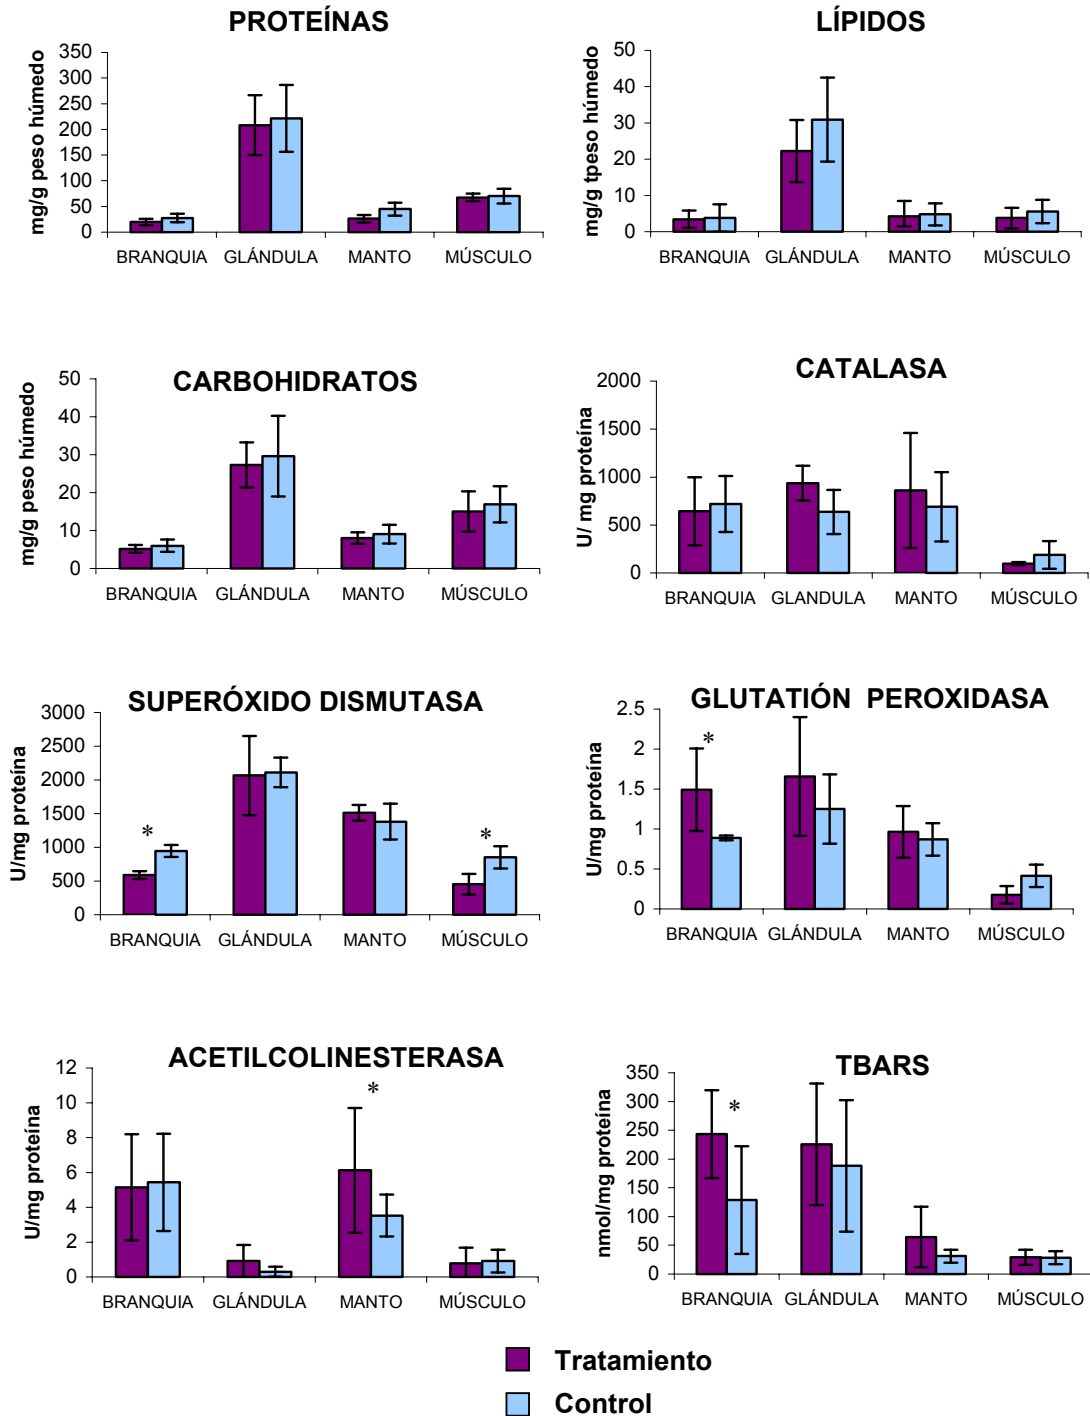 PROTEÍNAS
350
300
250
200
150
100
50
0
mg/g peso húmedo
BRANQUIA GLÁNDULA MANTO MÚSCULO
LÍPIDOS
50
40
30
20
10
0
mg/g tpeso húmedo
BRANQUIA GLÁNDULA MANTO MÚSCULO
CARBOHIDRATOS
50
40
30
20
10
0
mg/g peso húmedo
BRANQUIA GLÁNDULA MANTO MÚSCULO
CATALASA
2000
1500
1000
500
0
U/ mg proteína
BRANQUIA GLANDULA MANTO MÚSCULO
SUPERÓXIDO DISMUTASA
3000
2500
2000
1500
1000
500
0
U/mg proteína
* *
BRANQUIA GLÁNDULA MANTO MÚSCULO
GLUTATIÓN PEROXIDASA
2.5
2
1.5
1
0.5
0
U/mg proteína
*
BRANQUIA GLÁNDULA MANTO MÚSCULO
ACETILCOLINESTERASA
12
10
8
6
4
2
0
U/mg proteína
*
BRANQUIA GLÁNDULA MANTO MÚSCULO
TBARS
350
300
250
200
150
100
50
0
nmol/mg proteína
*
BRANQUIA GLÁNDULA MANTO MÚSCULO
Tratamiento
Control